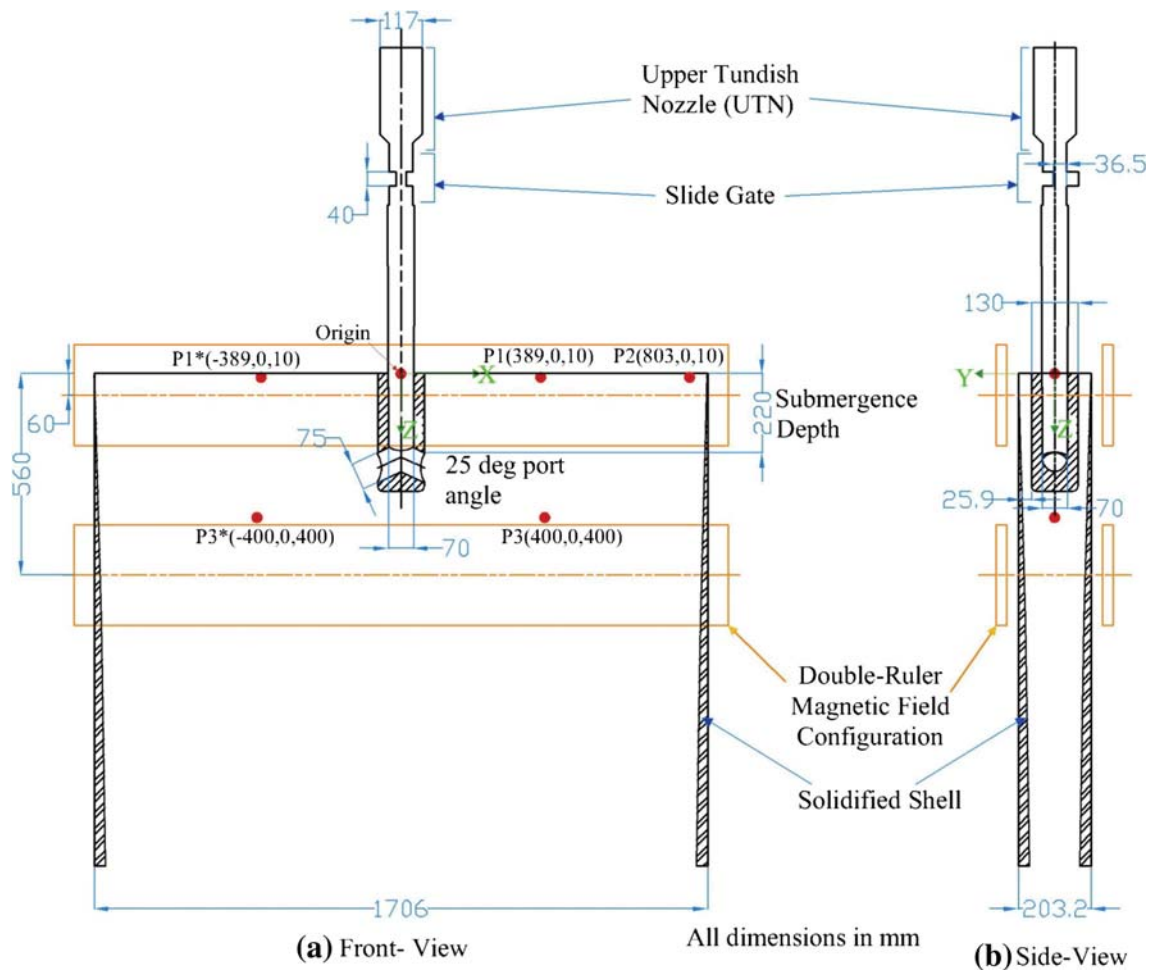 117
Upper Tundish
Nozzle (UTN)
36.5
Slide Gate
40
130
Origin
P1*(-389,0,10)
P1(389,0,10)
P2(803,0,10)
X
Y
60
Submergence
Depth
220
Z
Z
75
560
25 deg port
angle
25.9
70
P3*(-400,0,400)
P3(400,0,400)
70
Double-Ruler
Magnetic Field
Configuration
Solidified Shell
1706
203.2
All dimensions in mm
(a) Front- View
(b) Side-View